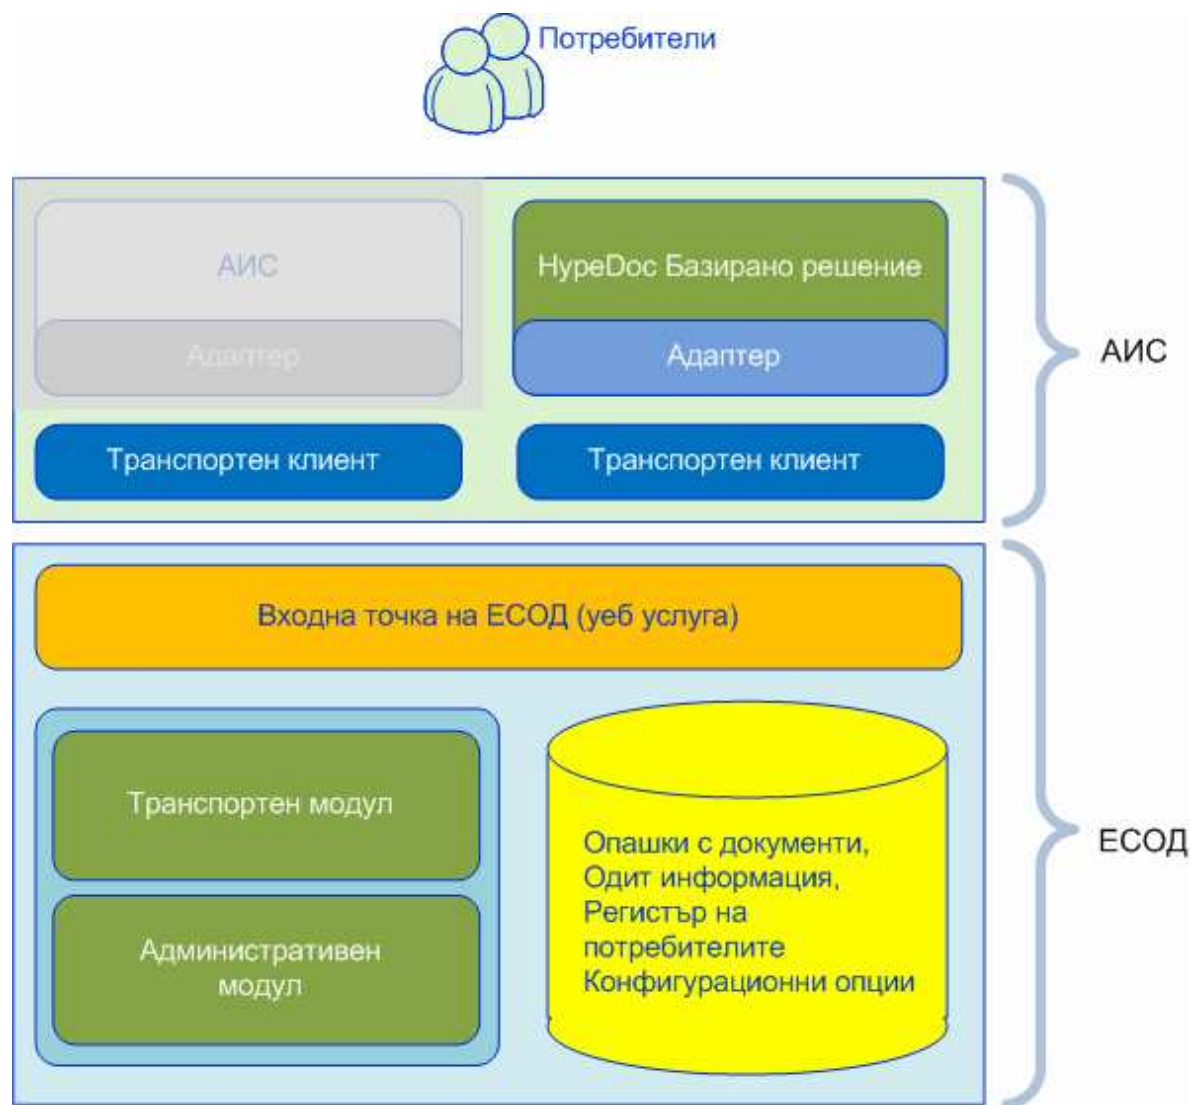 Потребители
АИС
HypeDoc Базирано решение
Адаптер
Адаптер
АИС
Транспортен клиент
Транспортен клиент
Входна точка на ЕСОД (уеб услуга)
Транспортен модул
Административен
модул
Опашки с документи,
Одит информация,
Регистър на
потребителите
Конфигурационни опции
ЕСОД